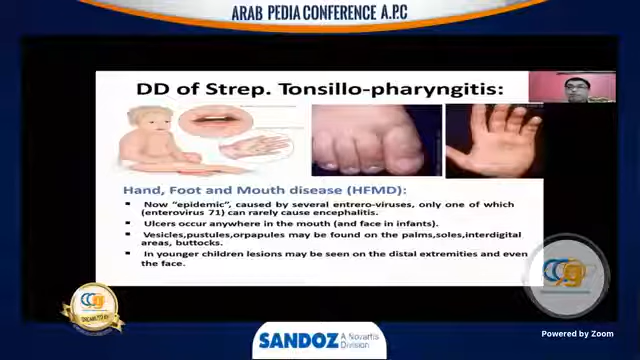 ARAB PEDIA CONFERENCE A.P.C
DD of Strep. Tonsillo-pharyngitis:
Hand, Foot and Mouth disease (HFMD):
Now "epidemic", caused by several entrero-viruses, only one of which
(enterovirus 71) can rarely cause encephalitis.
Ulcers occur anywhere in the mouth (and face in infants).
Vesicles,pustules,orpapules may be found on the palms,soles,interdigital
areas, buttocks.
In younger children lesions may be seen on the distal extremities and even
the face.
Powered by Zoom
SANDOZ A Novartis
Division